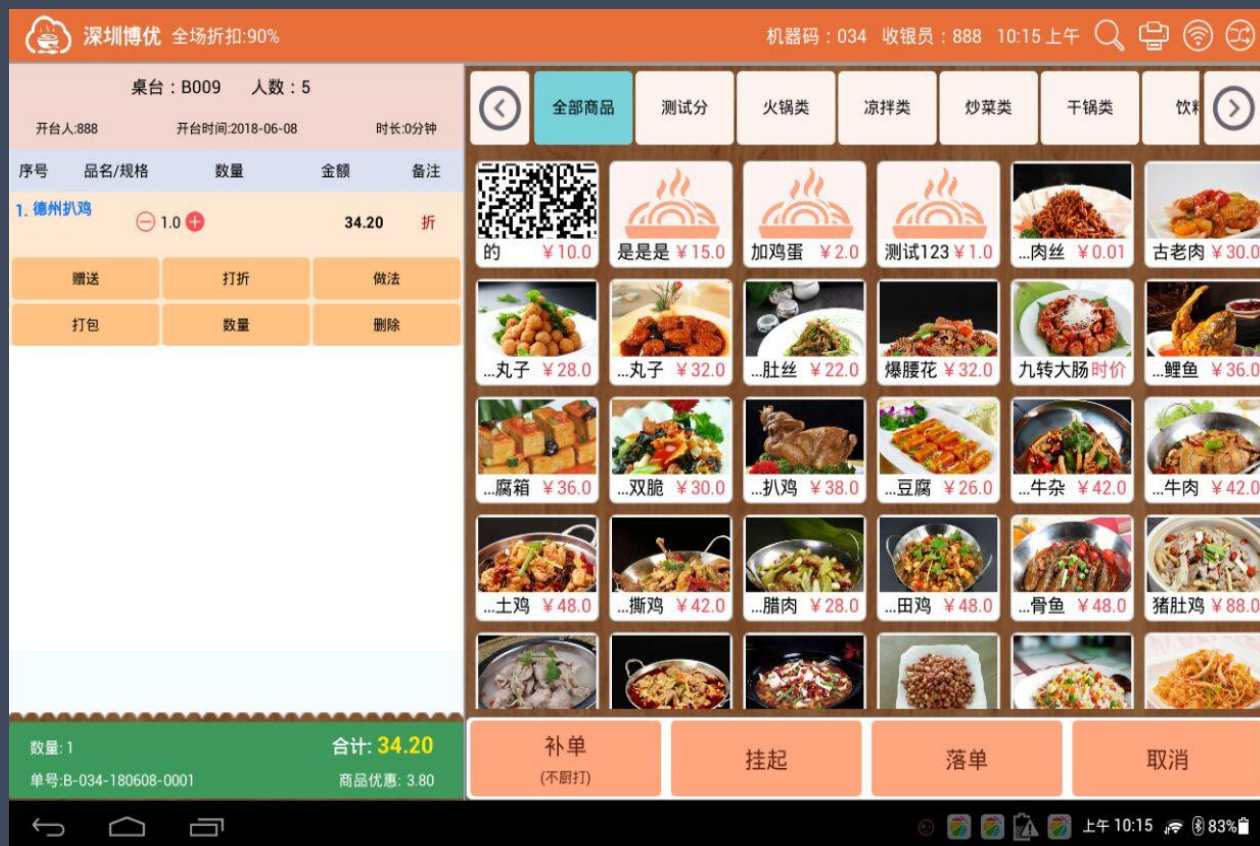 深圳博优 全场折扣:90%
机器码：034 收银员：888 10:15 上午
桌台：B009 人数：5
开台人:888 开台时间:2018-06-08 时长:0分钟
序号 品名/规格 数量 金额 备注
1. 德州扒鸡 1.0 34.20 折
赠送 打折 做法
打包 数量 删除
数量: 1 合计: 34.20
单号:B-034-180608-0001 商品优惠: 3.80
全部商品 测试分 火锅类 凉拌类 炒菜类 干锅类 饮料
的 ￥10.0 是是是 ￥15.0 加鸡蛋 ￥2.0 测试123 ￥1.0 ...肉丝 ￥0.01 古老肉 ￥30.0
...丸子 ￥28.0 ...丸子 ￥32.0 ...肚丝 ￥22.0 爆腰花 ￥32.0 九转大肠 时价 ...鲤鱼 ￥36.0
...腐箱 ￥36.0 ...双脆 ￥30.0 ...扒鸡 ￥38.0 ...豆腐 ￥26.0 ...牛杂 ￥42.0 ...牛肉 ￥42.0
...土鸡 ￥48.0 ...撕鸡 ￥42.0 ...腊肉 ￥28.0 ...田鸡 ￥48.0 ...骨鱼 ￥48.0 猪肚鸡 ￥88.0
补单 挂起 落单 取消
(不厨打)
上午 10:15 83%